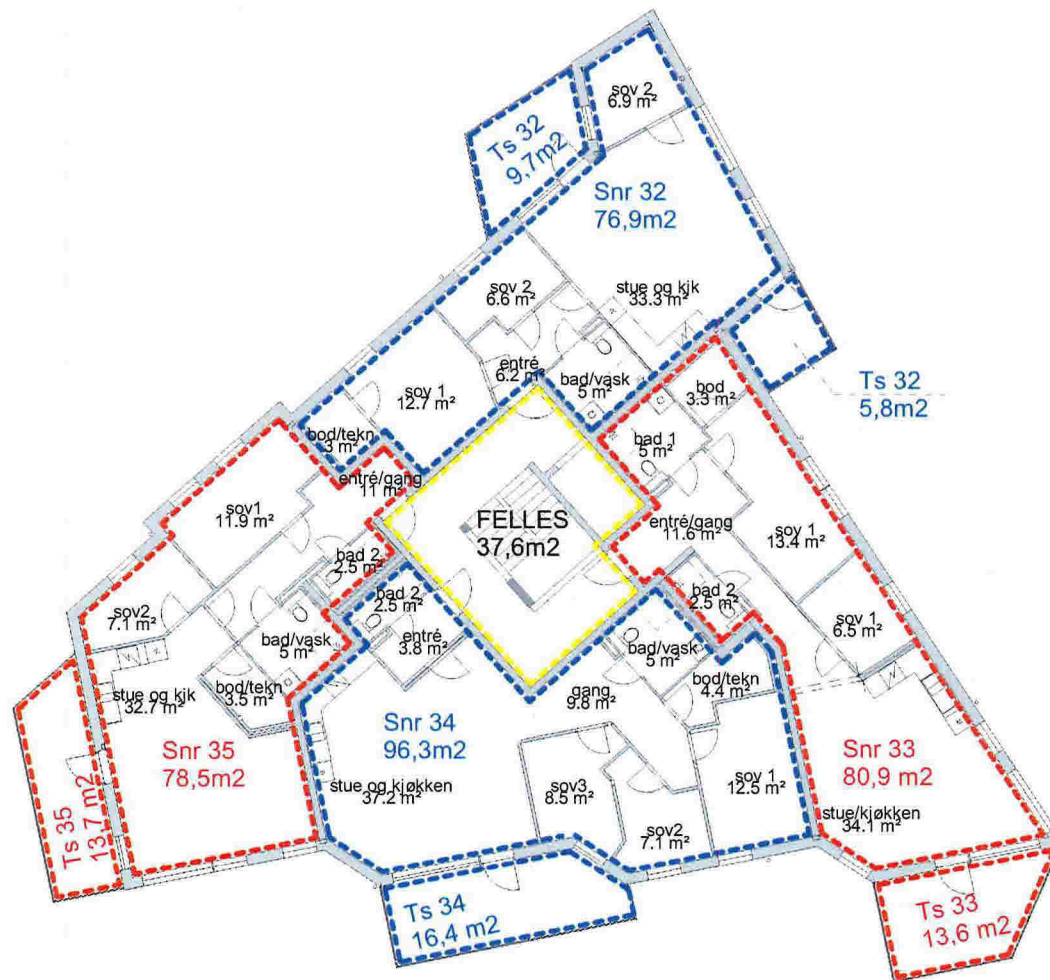 sov 2
6.9 m²
Ts 32
9,7m2
Snr 32
76,9m2
sov 2
6.6 m²
stue og kjk
33.3 m²
entré
6.2 m²
bad/vask
5 m²
sov 1
12.7 m²
bod/tekn
3 m²
Ts 32
5,8m2
bod
3.3 m²
bad 1
5 m²
entré/gang
11 m²
sov1
11.9 m²
FELLES
37,6m2
entré/gang
11.6 m²
sov 1
13.4 m²
bad 2
2.5 m²
bad 2
2.5 m²
bad 2
2.5 m²
sov2
7.1 m²
bad/vask
5 m²
entré
3.8 m²
bad/vask
5 m²
sov 1
6.5 m²
stue og kjk
32.7 m²
bod/tekn
3.5 m²
gang
9.8 m²
bod/tekn
4.4 m²
Snr 35
78,5m2
Snr 34
96,3m2
Snr 33
80,9 m2
stue og kjøkken
37.2 m²
sov3
8.5 m²
sov 1
12.5 m²
stue/kjøkken
34.1 m²
sov2
7.1 m²
Ts 35
13,7 m2
Ts 34
16,4 m2
Ts 33
13,6 m2